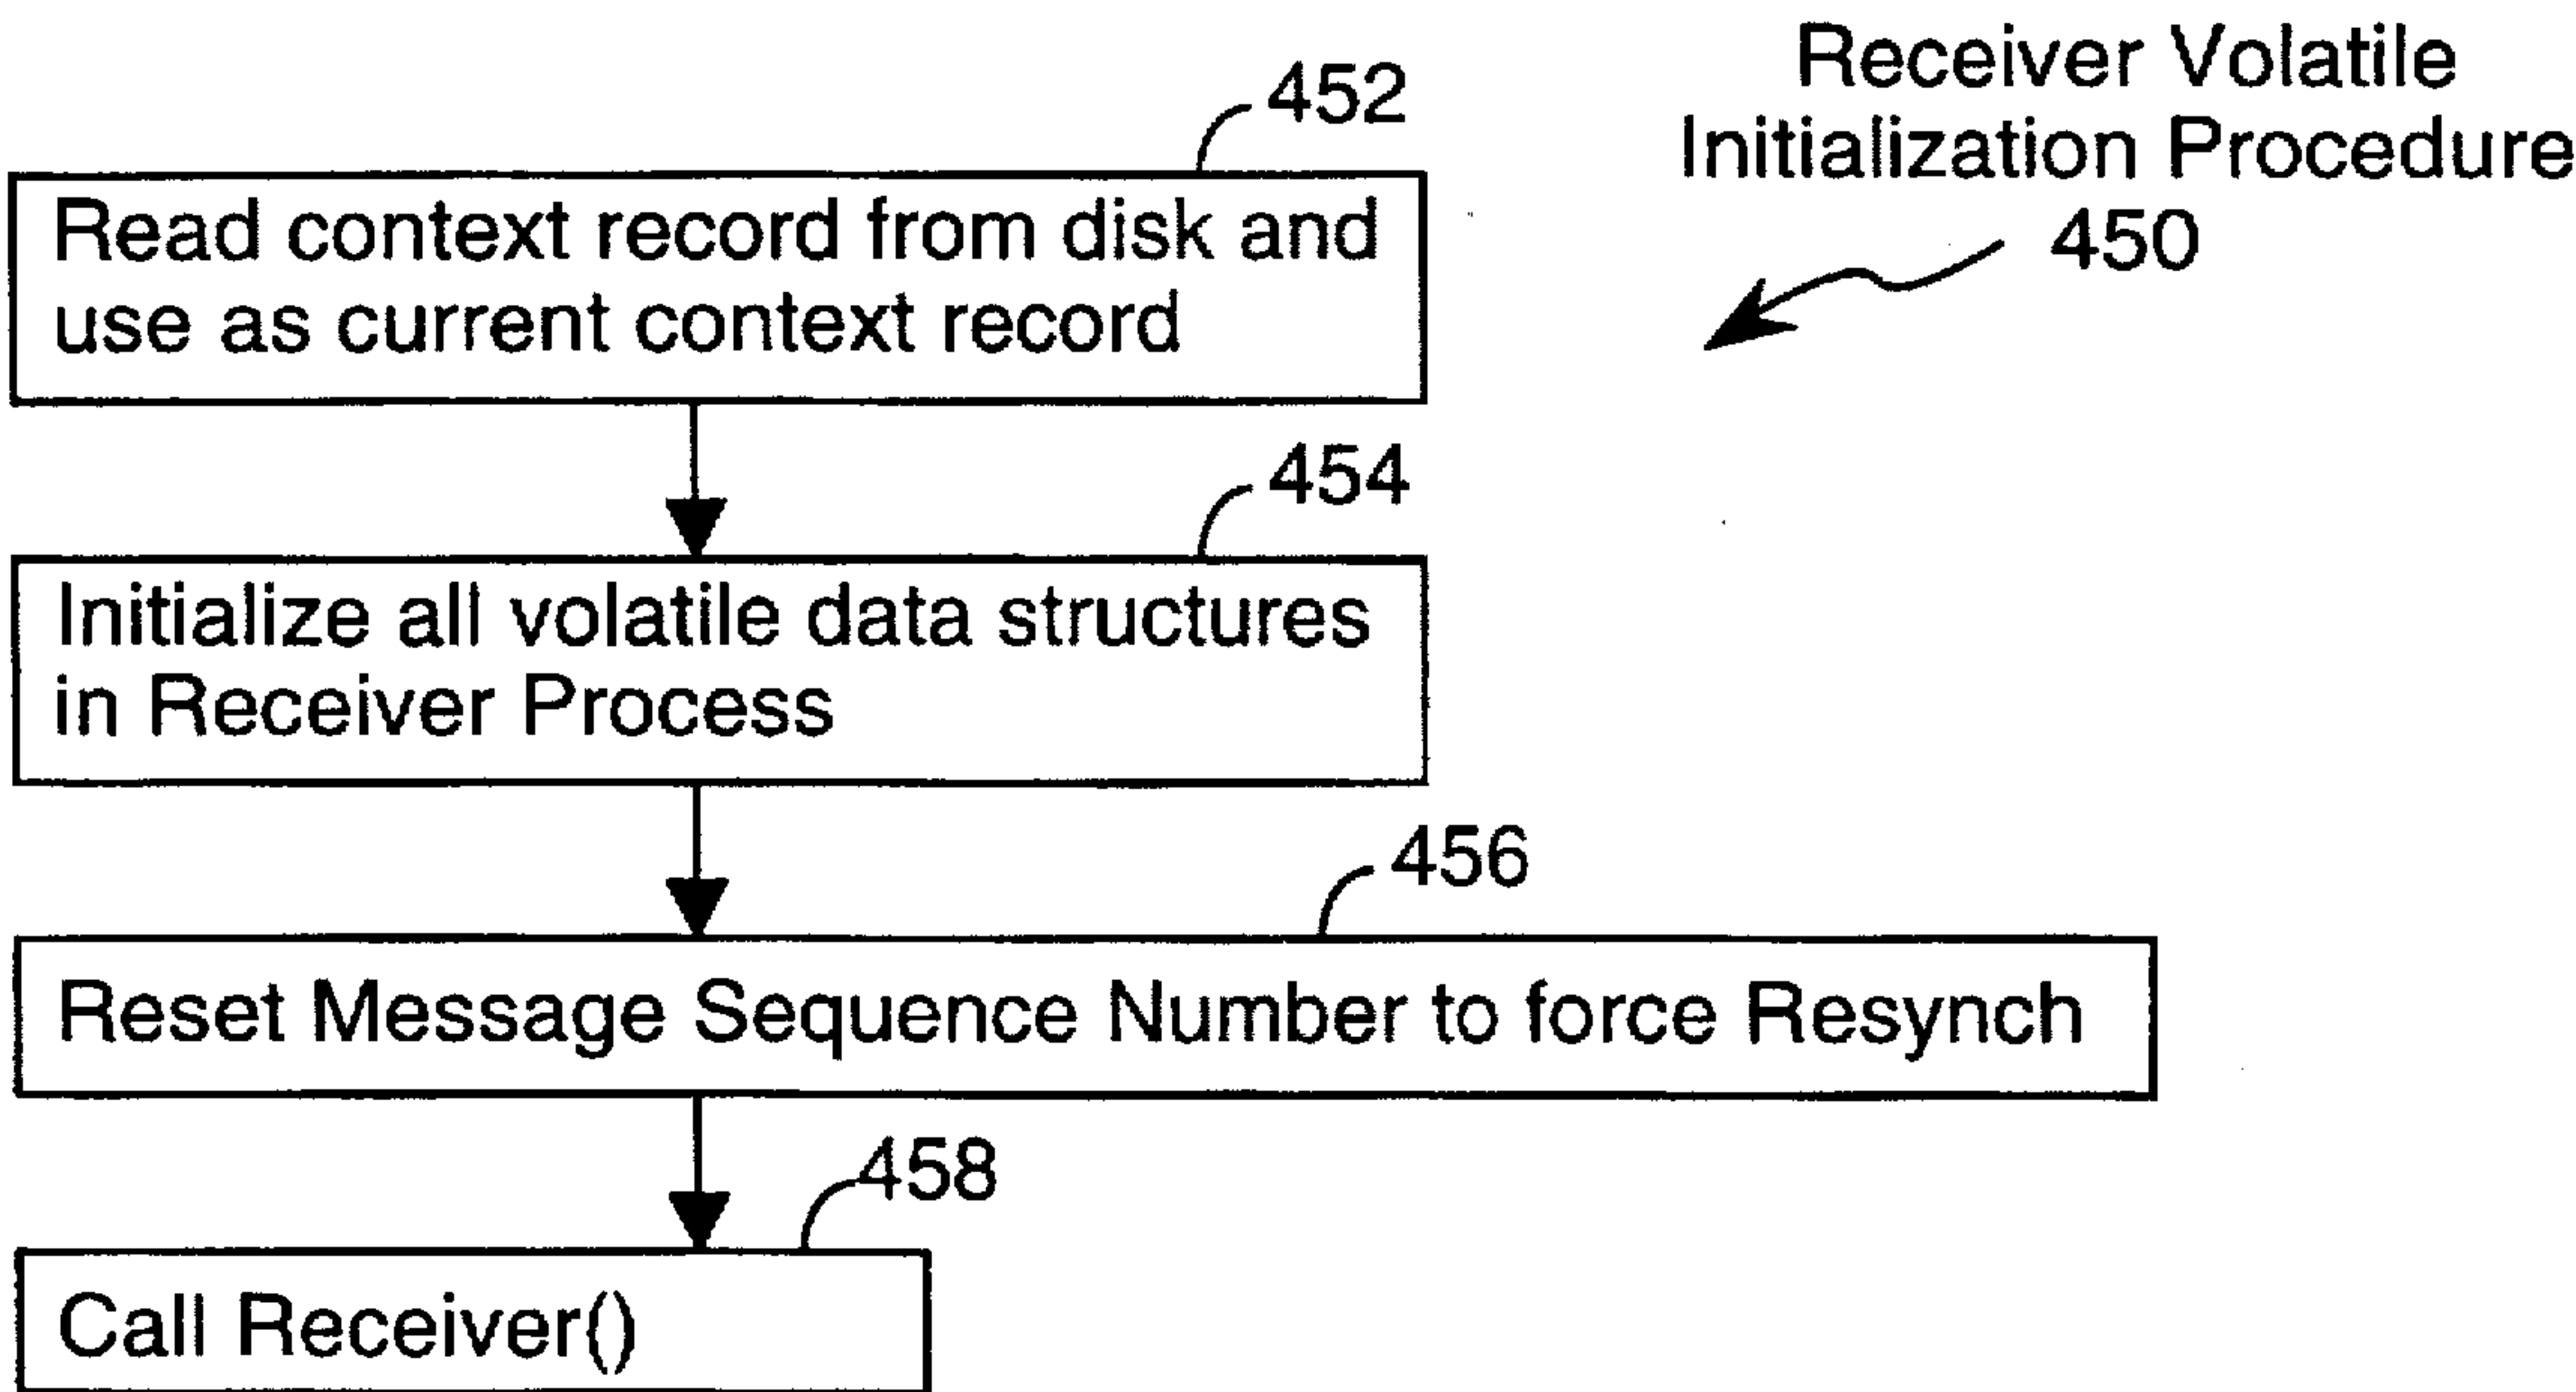 Receiver Volatile
Initialization Procedure
450
452
Read context record from disk and
use as current context record
454
Initialize all volatile data structures
in Receiver Process
456
Reset Message Sequence Number to force Resynch
458
Call Receiver()